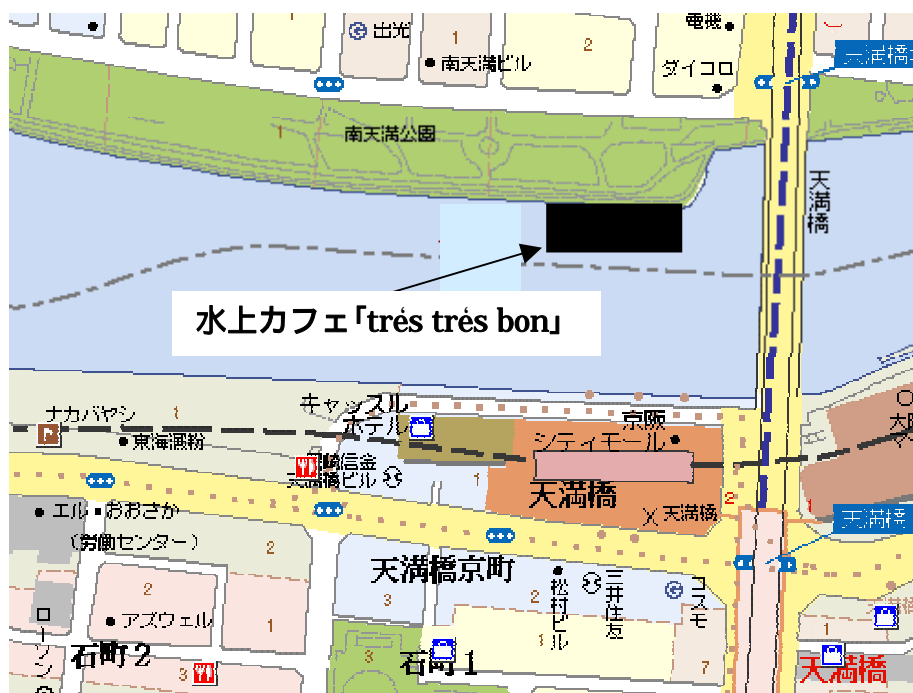 電機
1
出光
1
2
南天満ビル
ダイコロ
天満橋
1
南天満公園
天満橋
水上カフェ「trés trés bon」
ナカバヤシ
1
東海澱粉
キャッスル
ホテル
京阪
シティモール
天満橋ビル
1
天満橋
2
天満橋
天満橋
エル・おおさか
(労働センター)
2
天満橋京町
3
2
松村ビル
三井住友
コスモ
2
アズウェル
1
1
1
ローソン
石町2
3
3
石町1
7
天満橋